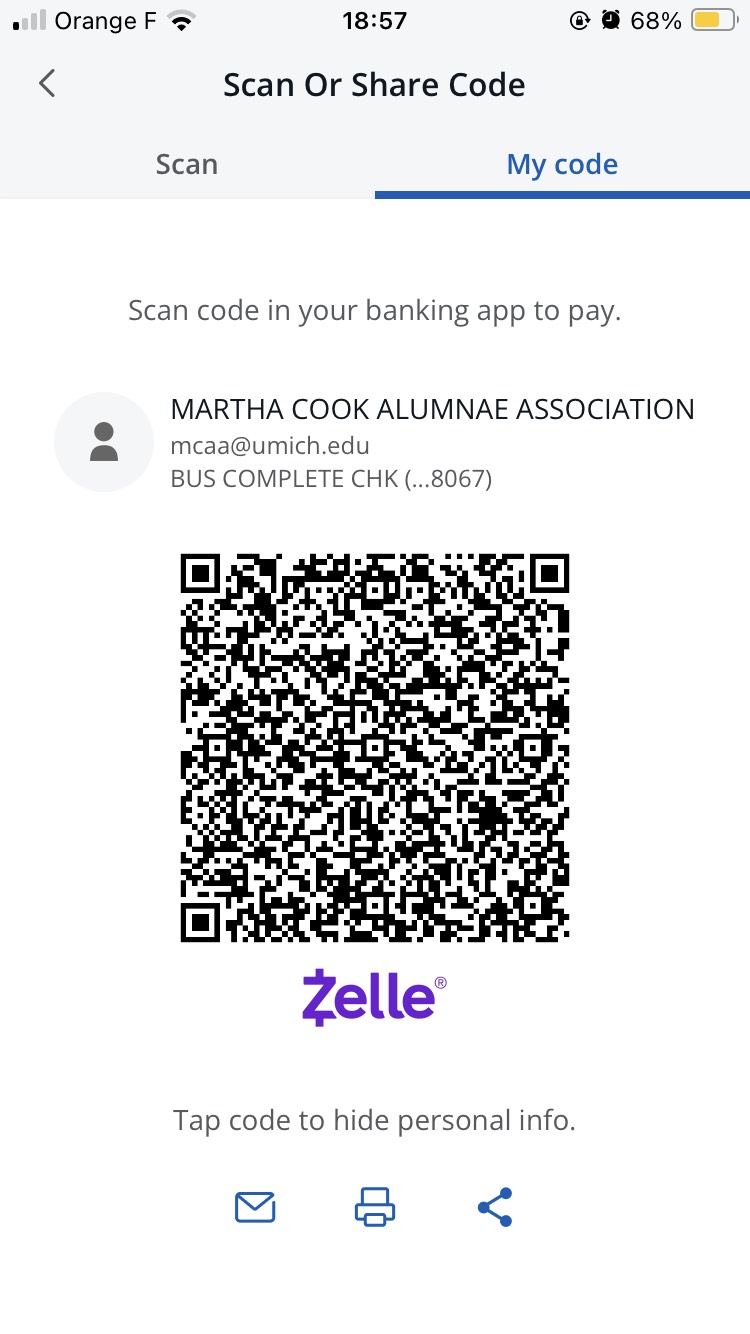 Orange F 18:57 68%
Scan Or Share Code
Scan My code
Scan code in your banking app to pay.
MARTHA COOK ALUMNAE ASSOCIATION
mcaa@umich.edu
BUS COMPLETE CHK (...8067)
Zelle®
Tap code to hide personal info.